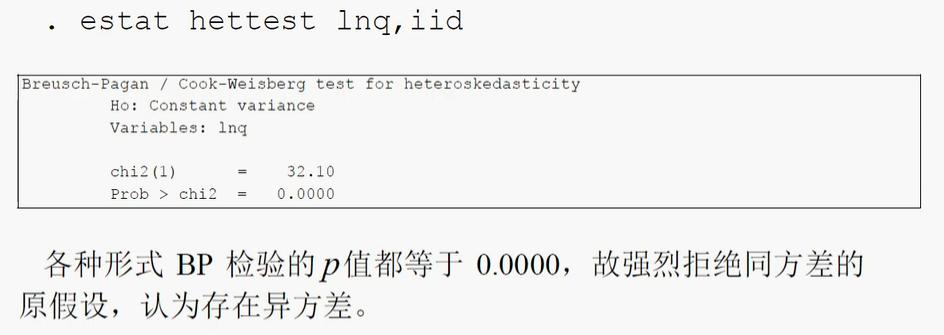 . estat hettest lnq,iid
Breusch-Pagan / Cook-Weisberg test for heteroskedasticity
Ho: Constant variance
Variables: lnq
chi2(1) = 32.10
Prob > chi2 = 0.0000
各种形式 BP 检验的p值都等于 0.0000，故强烈拒绝同方差的
原假设，认为存在异方差。